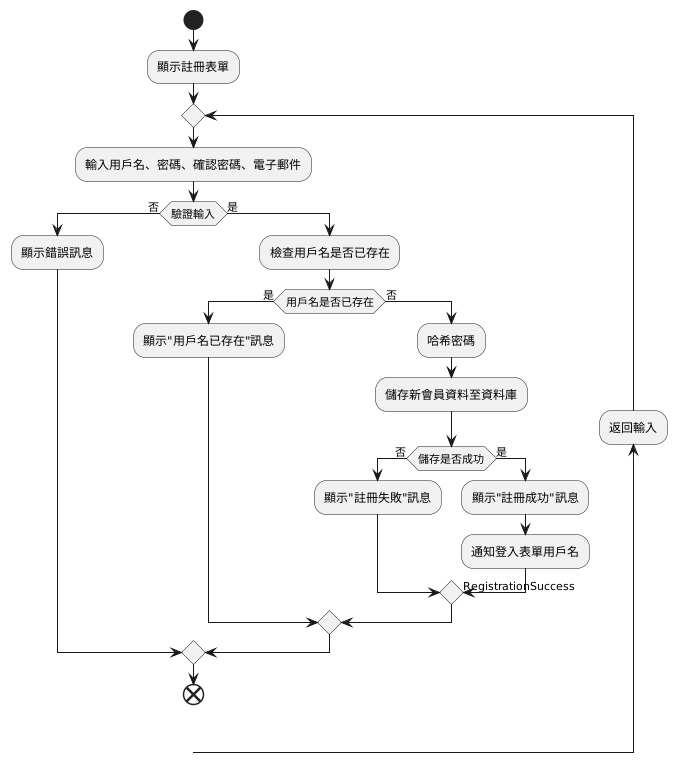 顯示註冊表單
輸入用戶名、密碼、確認密碼、電子郵件
否
驗證輸入
是
顯示錯誤訊息
檢查用戶名是否已存在
是
用戶名是否已存在
否
顯示"用戶名已存在"訊息
哈希密碼
儲存新會員資料至資料庫
返回輸入
否
儲存是否成功
是
顯示"註冊失敗"訊息
顯示"註冊成功"訊息
通知登入表單用戶名
RegistrationSuccess